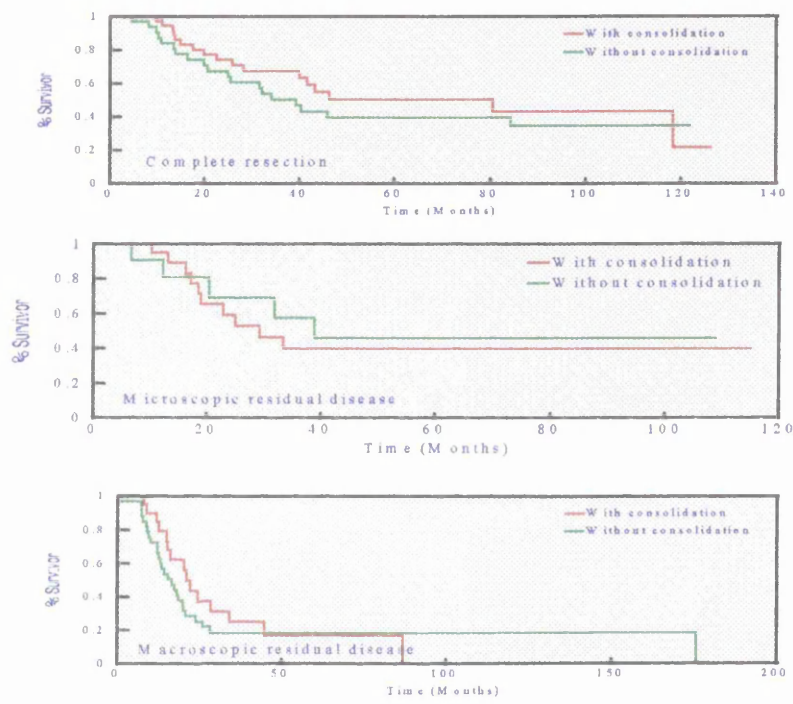 1
0.8
0.6
0.4
0.2
0
% Survivor
With consolidation
Without consolidation
Complete resection
0 20 40 60 80 100 120 140
Time (Months)
1
0.8
0.6
0.4
0.2
0
% Survivor
With consolidation
Without consolidation
Microscopic residual disease
0 20 40 60 80 100 120
Time (Months)
1
0.8
0.6
0.4
0.2
0
% Survivor
With consolidation
Without consolidation
Macroscopic residual disease
0 50 100 150 200
Time (Months)